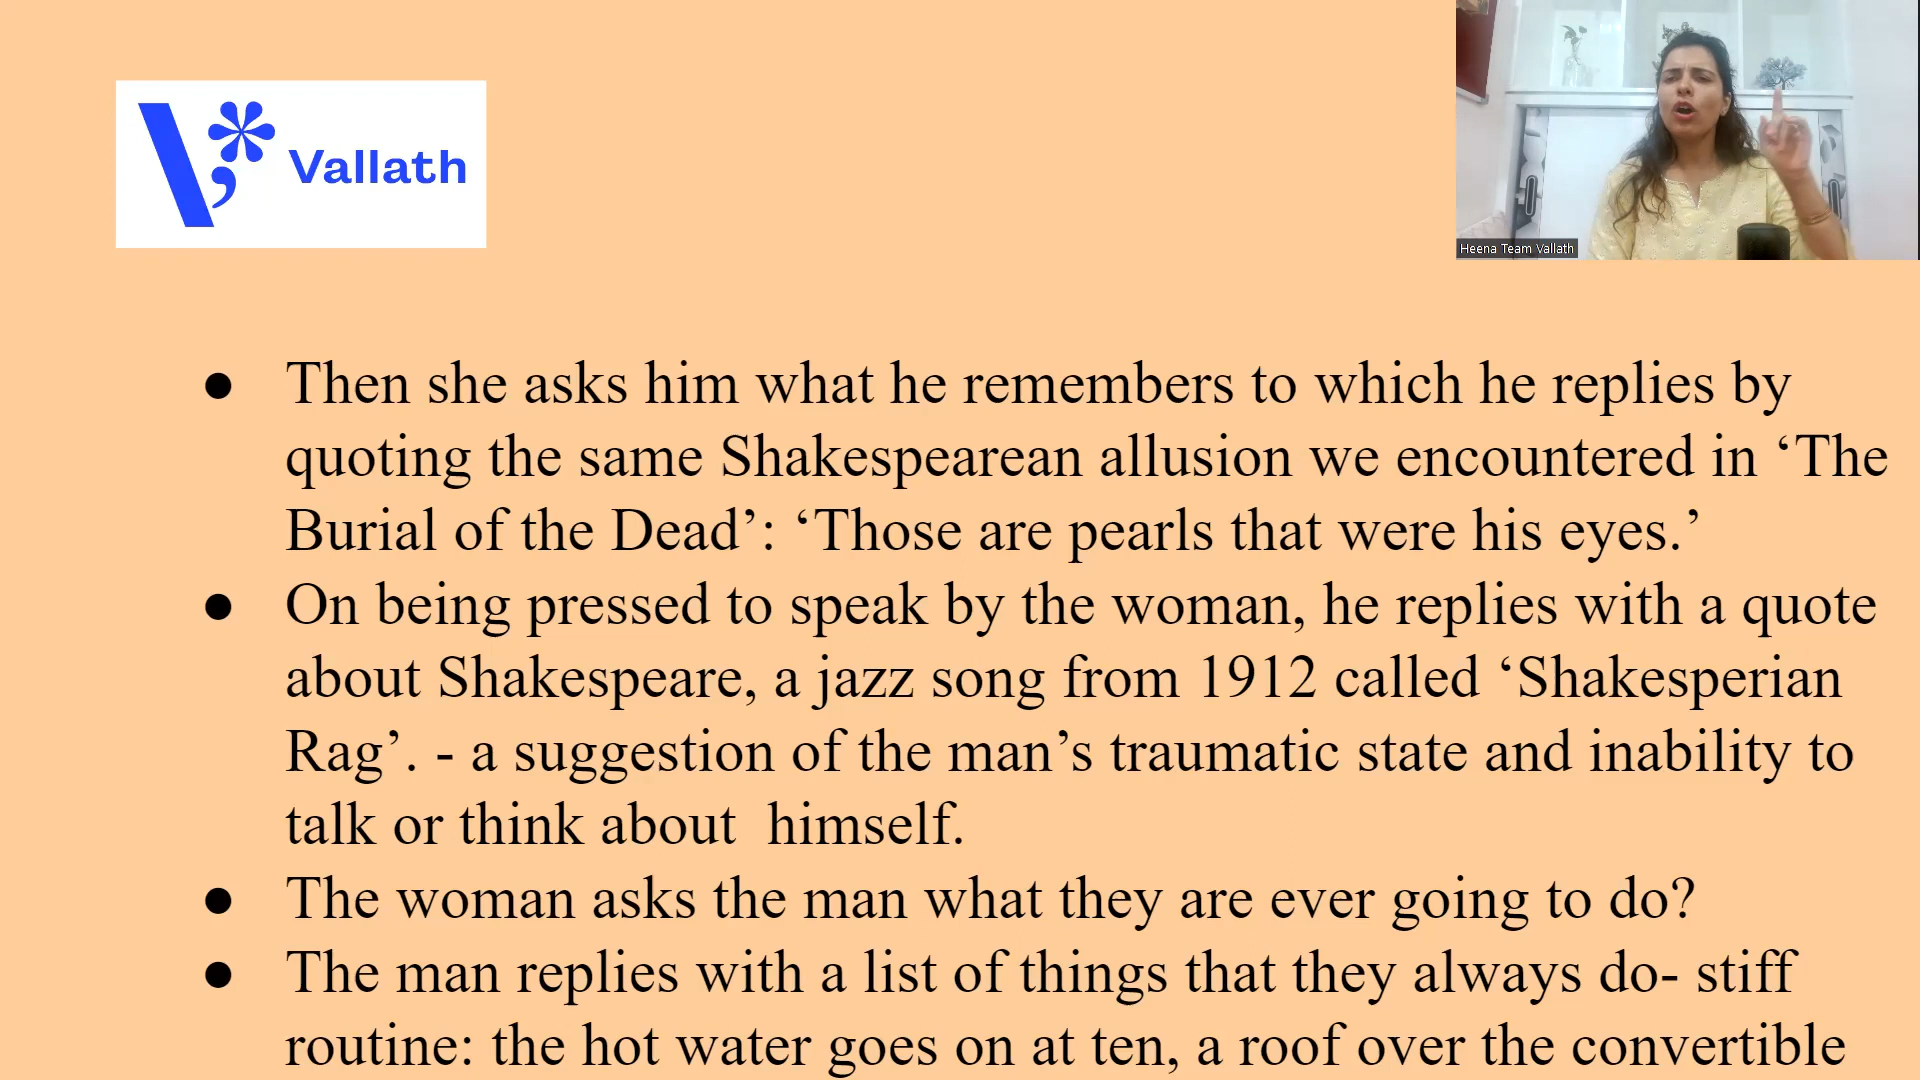 Vallath
Heena Team Vallath
● Then she asks him what he remembers to which he replies by
quoting the same Shakespearean allusion we encountered in ‘The
Burial of the Dead’: ‘Those are pearls that were his eyes.’
● On being pressed to speak by the woman, he replies with a quote
about Shakespeare, a jazz song from 1912 called ‘Shakesperian
Rag’. - a suggestion of the man’s traumatic state and inability to
talk or think about  himself.
● The woman asks the man what they are ever going to do?
● The man replies with a list of things that they always do- stiff
routine: the hot water goes on at ten, a roof over the convertible